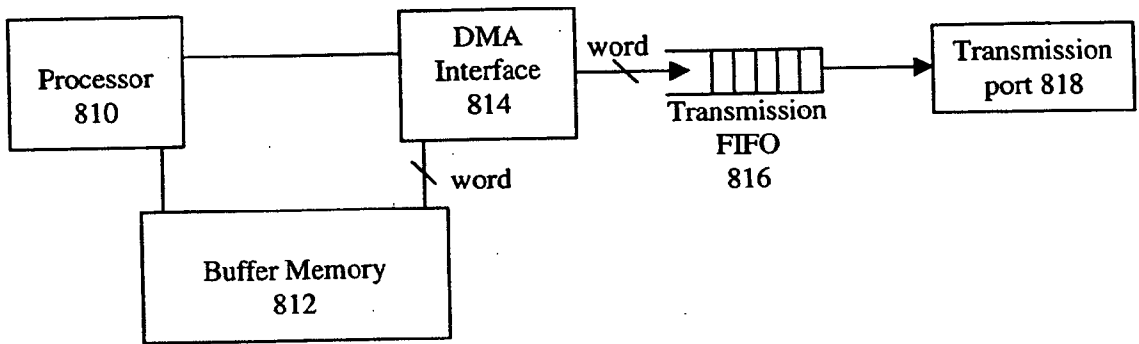 Processor
810
DMA
Interface
814
word
Transmission
FIFO
816
Transmission
port 818
word
Buffer Memory
812